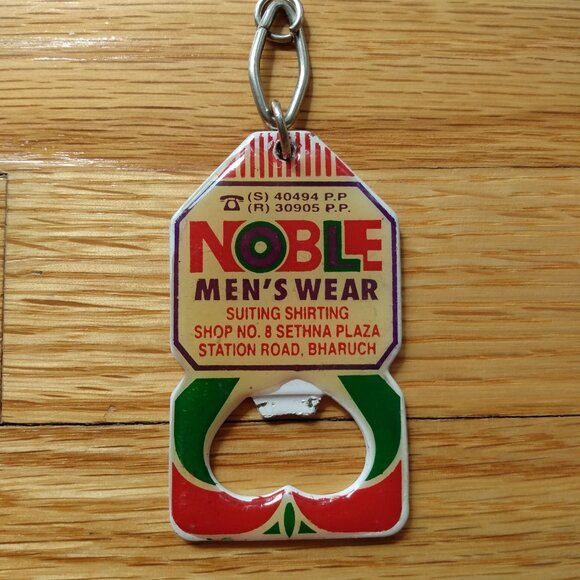 ☎ (S) 40494 P.P
(R) 30905 P.P.
NOBLE
MEN'S WEAR
SUITING SHIRTING
SHOP NO. 8 SETHNA PLAZA
STATION ROAD, BHARUCH